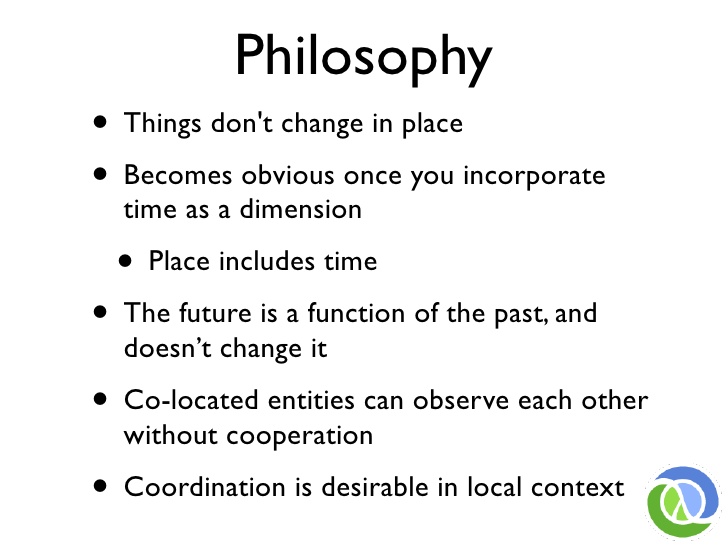 Philosophy
• Things don't change in place
• Becomes obvious once you incorporate
time as a dimension
• Place includes time
• The future is a function of the past, and
doesn’t change it
• Co-located entities can observe each other
without cooperation
• Coordination is desirable in local context